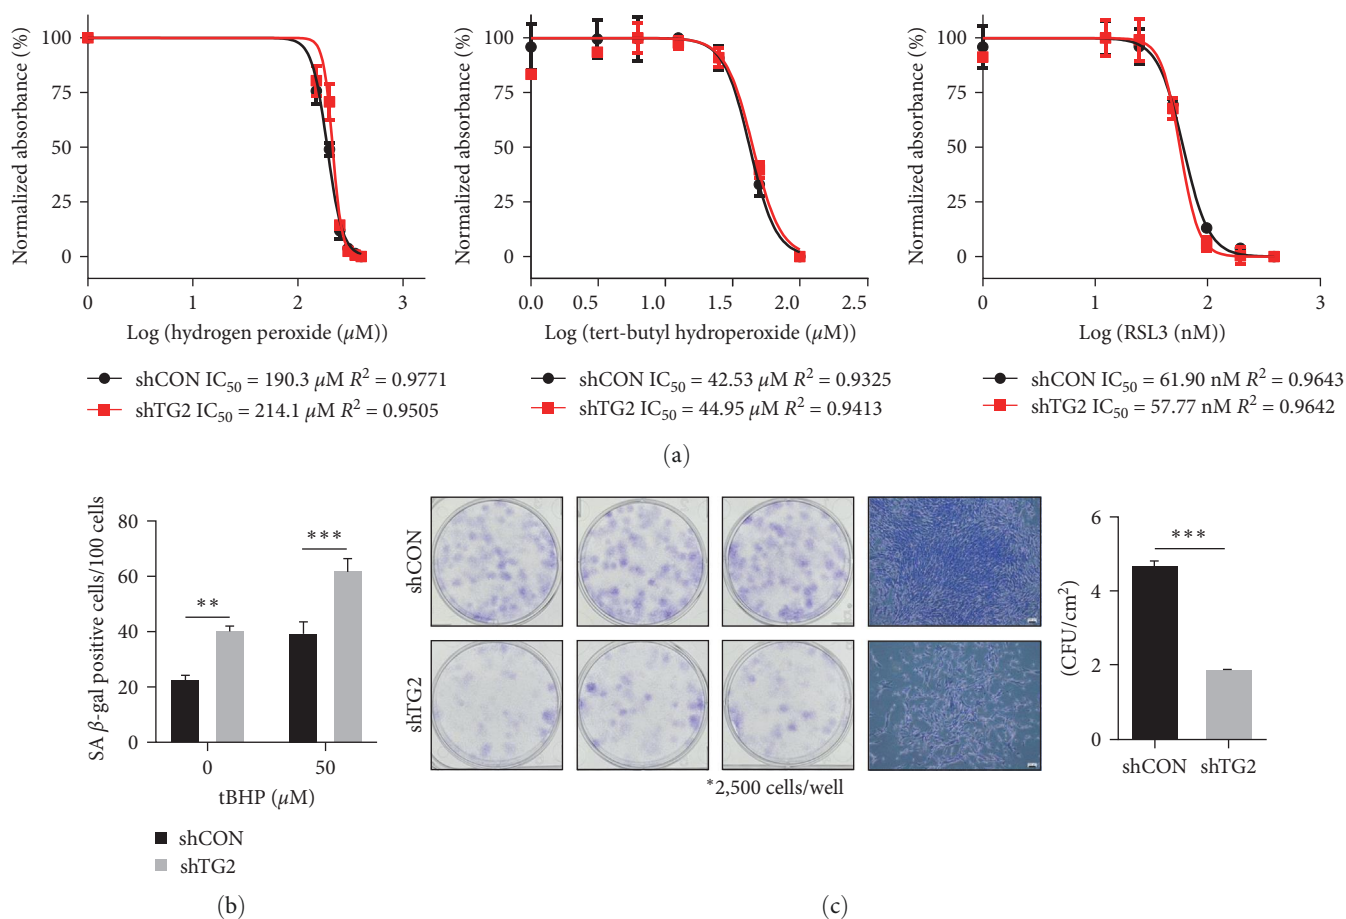 Normalized absorbance (%)
100
75
50
25
0
0
1
2
3
Log (hydrogen peroxide (μM))
shCON IC50 = 190.3 μM R² = 0.9771
shTG2 IC50 = 214.1 μM R² = 0.9505
Normalized absorbance (%)
100
75
50
25
0
0.0
0.5
1.0
1.5
2.0
2.5
Log (tert-butyl hydroperoxide (μM))
shCON IC50 = 42.53 μM R² = 0.9325
shTG2 IC50 = 44.95 μM R² = 0.9413
Normalized absorbance (%)
100
75
50
25
0
0
1
2
3
Log (RSL3 (nM))
shCON IC50 = 61.90 nM R² = 0.9643
shTG2 IC50 = 57.77 nM R² = 0.9642
(a)
SA β-gal positive cells/100 cells
80
60
40
20
0
**
***
0
50
tBHP (μM)
shCON
shTG2
(b)
shCON
shTG2
*2,500 cells/well
(CFU/cm²)
6
4
2
0
***
shCON
shTG2
(c)